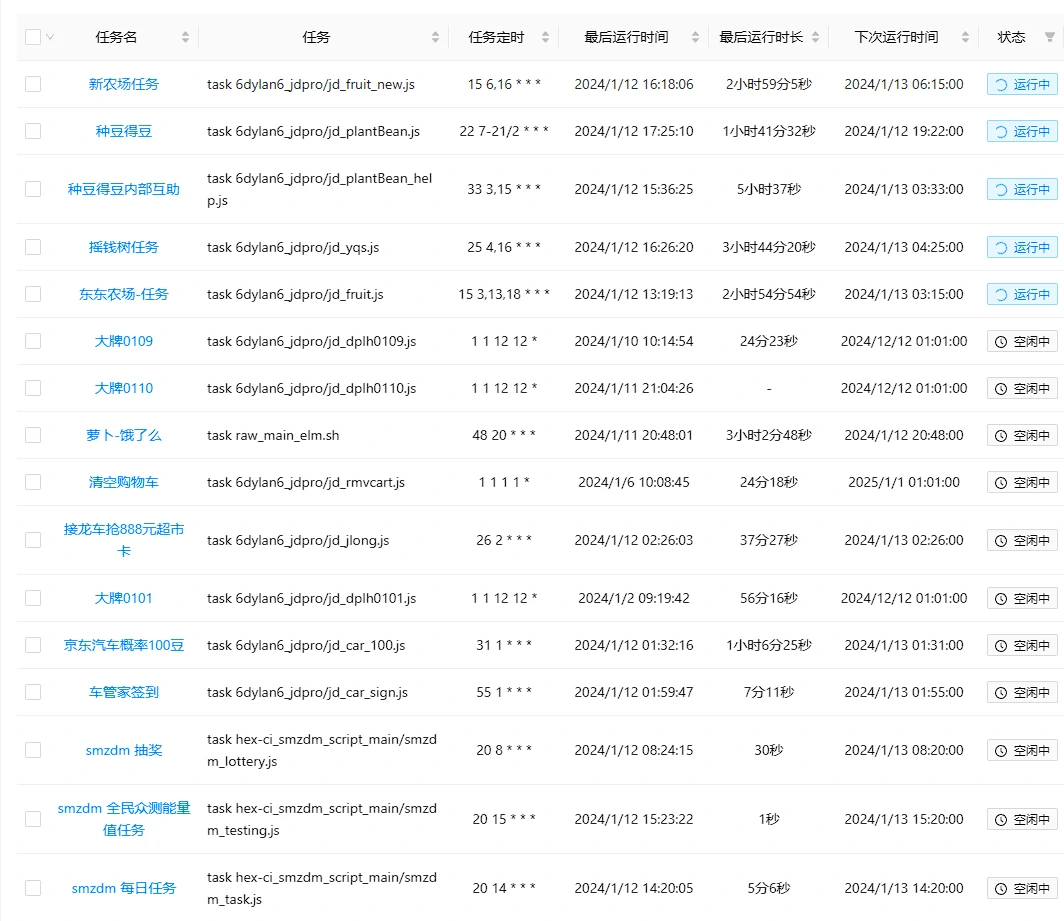 任务名 任务 任务定时 最后运行时间 最后运行时长 下次运行时间 状态
新农场任务 task 6dylan6_jdpro/jd_fruit_new.js 15 6,16 * * * 2024/1/12 16:18:06 2小时59分5秒 2024/1/13 06:15:00 运行中
种豆得豆 task 6dylan6_jdpro/jd_plantBean.js 22 7-21/2 * * * 2024/1/12 17:25:10 1小时41分32秒 2024/1/12 19:22:00 运行中
种豆得豆内部互助 task 6dylan6_jdpro/jd_plantBean_hel
p.js 33 3,15 * * * 2024/1/12 15:36:25 5小时37秒 2024/1/13 03:33:00 运行中
摇钱树任务 task 6dylan6_jdpro/jd_yqs.js 25 4,16 * * * 2024/1/12 16:26:20 3小时44分20秒 2024/1/13 04:25:00 运行中
东东农场-任务 task 6dylan6_jdpro/jd_fruit.js 15 3,13,18 * * * 2024/1/12 13:19:13 2小时54分54秒 2024/1/13 03:15:00 运行中
大牌0109 task 6dylan6_jdpro/jd_dplh0109.js 1 1 12 12 * 2024/1/10 10:14:54 24分23秒 2024/12/12 01:01:00 空闲中
大牌0110 task 6dylan6_jdpro/jd_dplh0110.js 1 1 12 12 * 2024/1/11 21:04:26 - 2024/12/12 01:01:00 空闲中
萝卜-饿了么 task raw_main_elm.sh 48 20 * * * 2024/1/11 20:48:01 3小时2分48秒 2024/1/12 20:48:00 空闲中
清空购物车 task 6dylan6_jdpro/jd_rmvcart.js 1 1 1 1 * 2024/1/6 10:08:45 24分18秒 2025/1/1 01:01:00 空闲中
接龙车抢888元超市
卡 task 6dylan6_jdpro/jd_jlong.js 26 2 * * * 2024/1/12 02:26:03 37分27秒 2024/1/13 02:26:00 空闲中
大牌0101 task 6dylan6_jdpro/jd_dplh0101.js 1 1 12 12 * 2024/1/2 09:19:42 56分16秒 2024/12/12 01:01:00 空闲中
京东汽车概率100豆 task 6dylan6_jdpro/jd_car_100.js 31 1 * * * 2024/1/12 01:32:16 1小时6分25秒 2024/1/13 01:31:00 空闲中
车管家签到 task 6dylan6_jdpro/jd_car_sign.js 55 1 * * * 2024/1/12 01:59:47 7分11秒 2024/1/13 01:55:00 空闲中
smzdm 抽奖 task hex-ci_smzdm_script_main/smzd
m_lottery.js 20 8 * * * 2024/1/12 08:24:15 30秒 2024/1/13 08:20:00 空闲中
smzdm 全民众测能量 task hex-ci_smzdm_script_main/smzd
值任务 m_testing.js 20 15 * * * 2024/1/12 15:23:22 1秒 2024/1/13 15:20:00 空闲中
smzdm 每日任务 task hex-ci_smzdm_script_main/smzd
m_task.js 20 14 * * * 2024/1/12 14:20:05 5分6秒 2024/1/13 14:20:00 空闲中